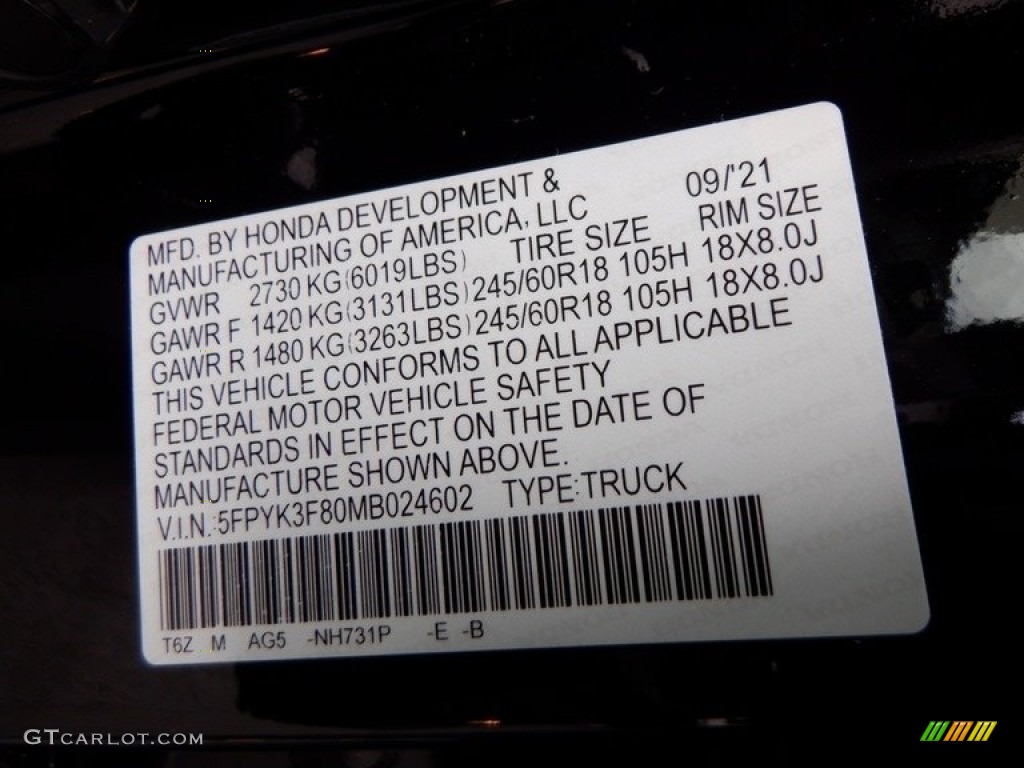 MFD. BY HONDA DEVELOPMENT & 09/'21
MANUFACTURING OF AMERICA, LLC
GVWR 2730 KG(6019LBS) TIRE SIZE RIM SIZE
GAWR F 1420 KG(3131LBS) 245/60R18 105H 18X8.0J
GAWR R 1480 KG(3263LBS) 245/60R18 105H 18X8.0J
THIS VEHICLE CONFORMS TO ALL APPLICABLE
FEDERAL MOTOR VEHICLE SAFETY
STANDARDS IN EFFECT ON THE DATE OF
MANUFACTURE SHOWN ABOVE.
V.I.N.:5FPYK3F80MB024602 TYPE:TRUCK
T6Z M AG5 -NH731P -E -B
GTCARLOT.COM